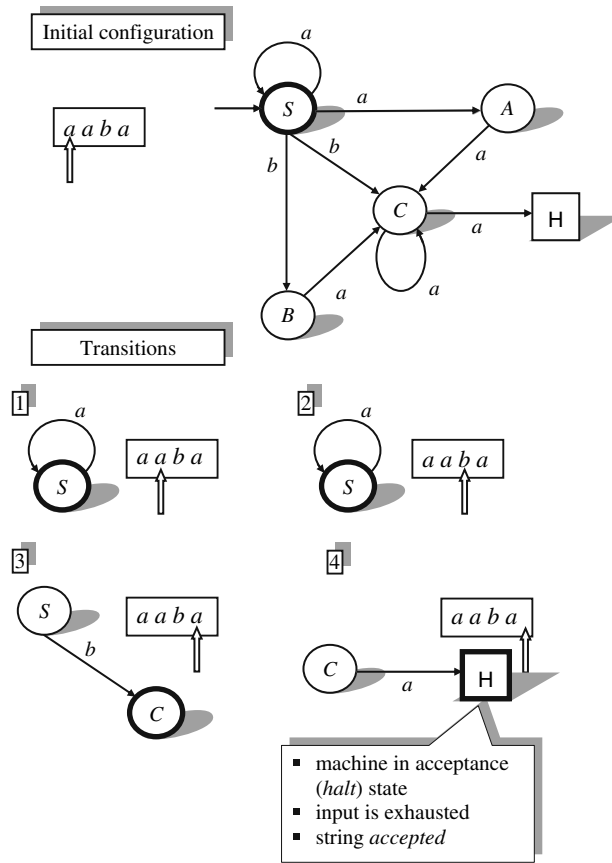 Initial configuration
a
a a b a
S
a
A
b
b
a
C
a
H
a
a
B
Transitions
1
a
S
a a b a
2
a
S
a a b a
3
S
a a b a
b
C
4
a a b a
C
a
H
▪ machine in acceptance
(halt) state
▪ input is exhausted
▪ string accepted